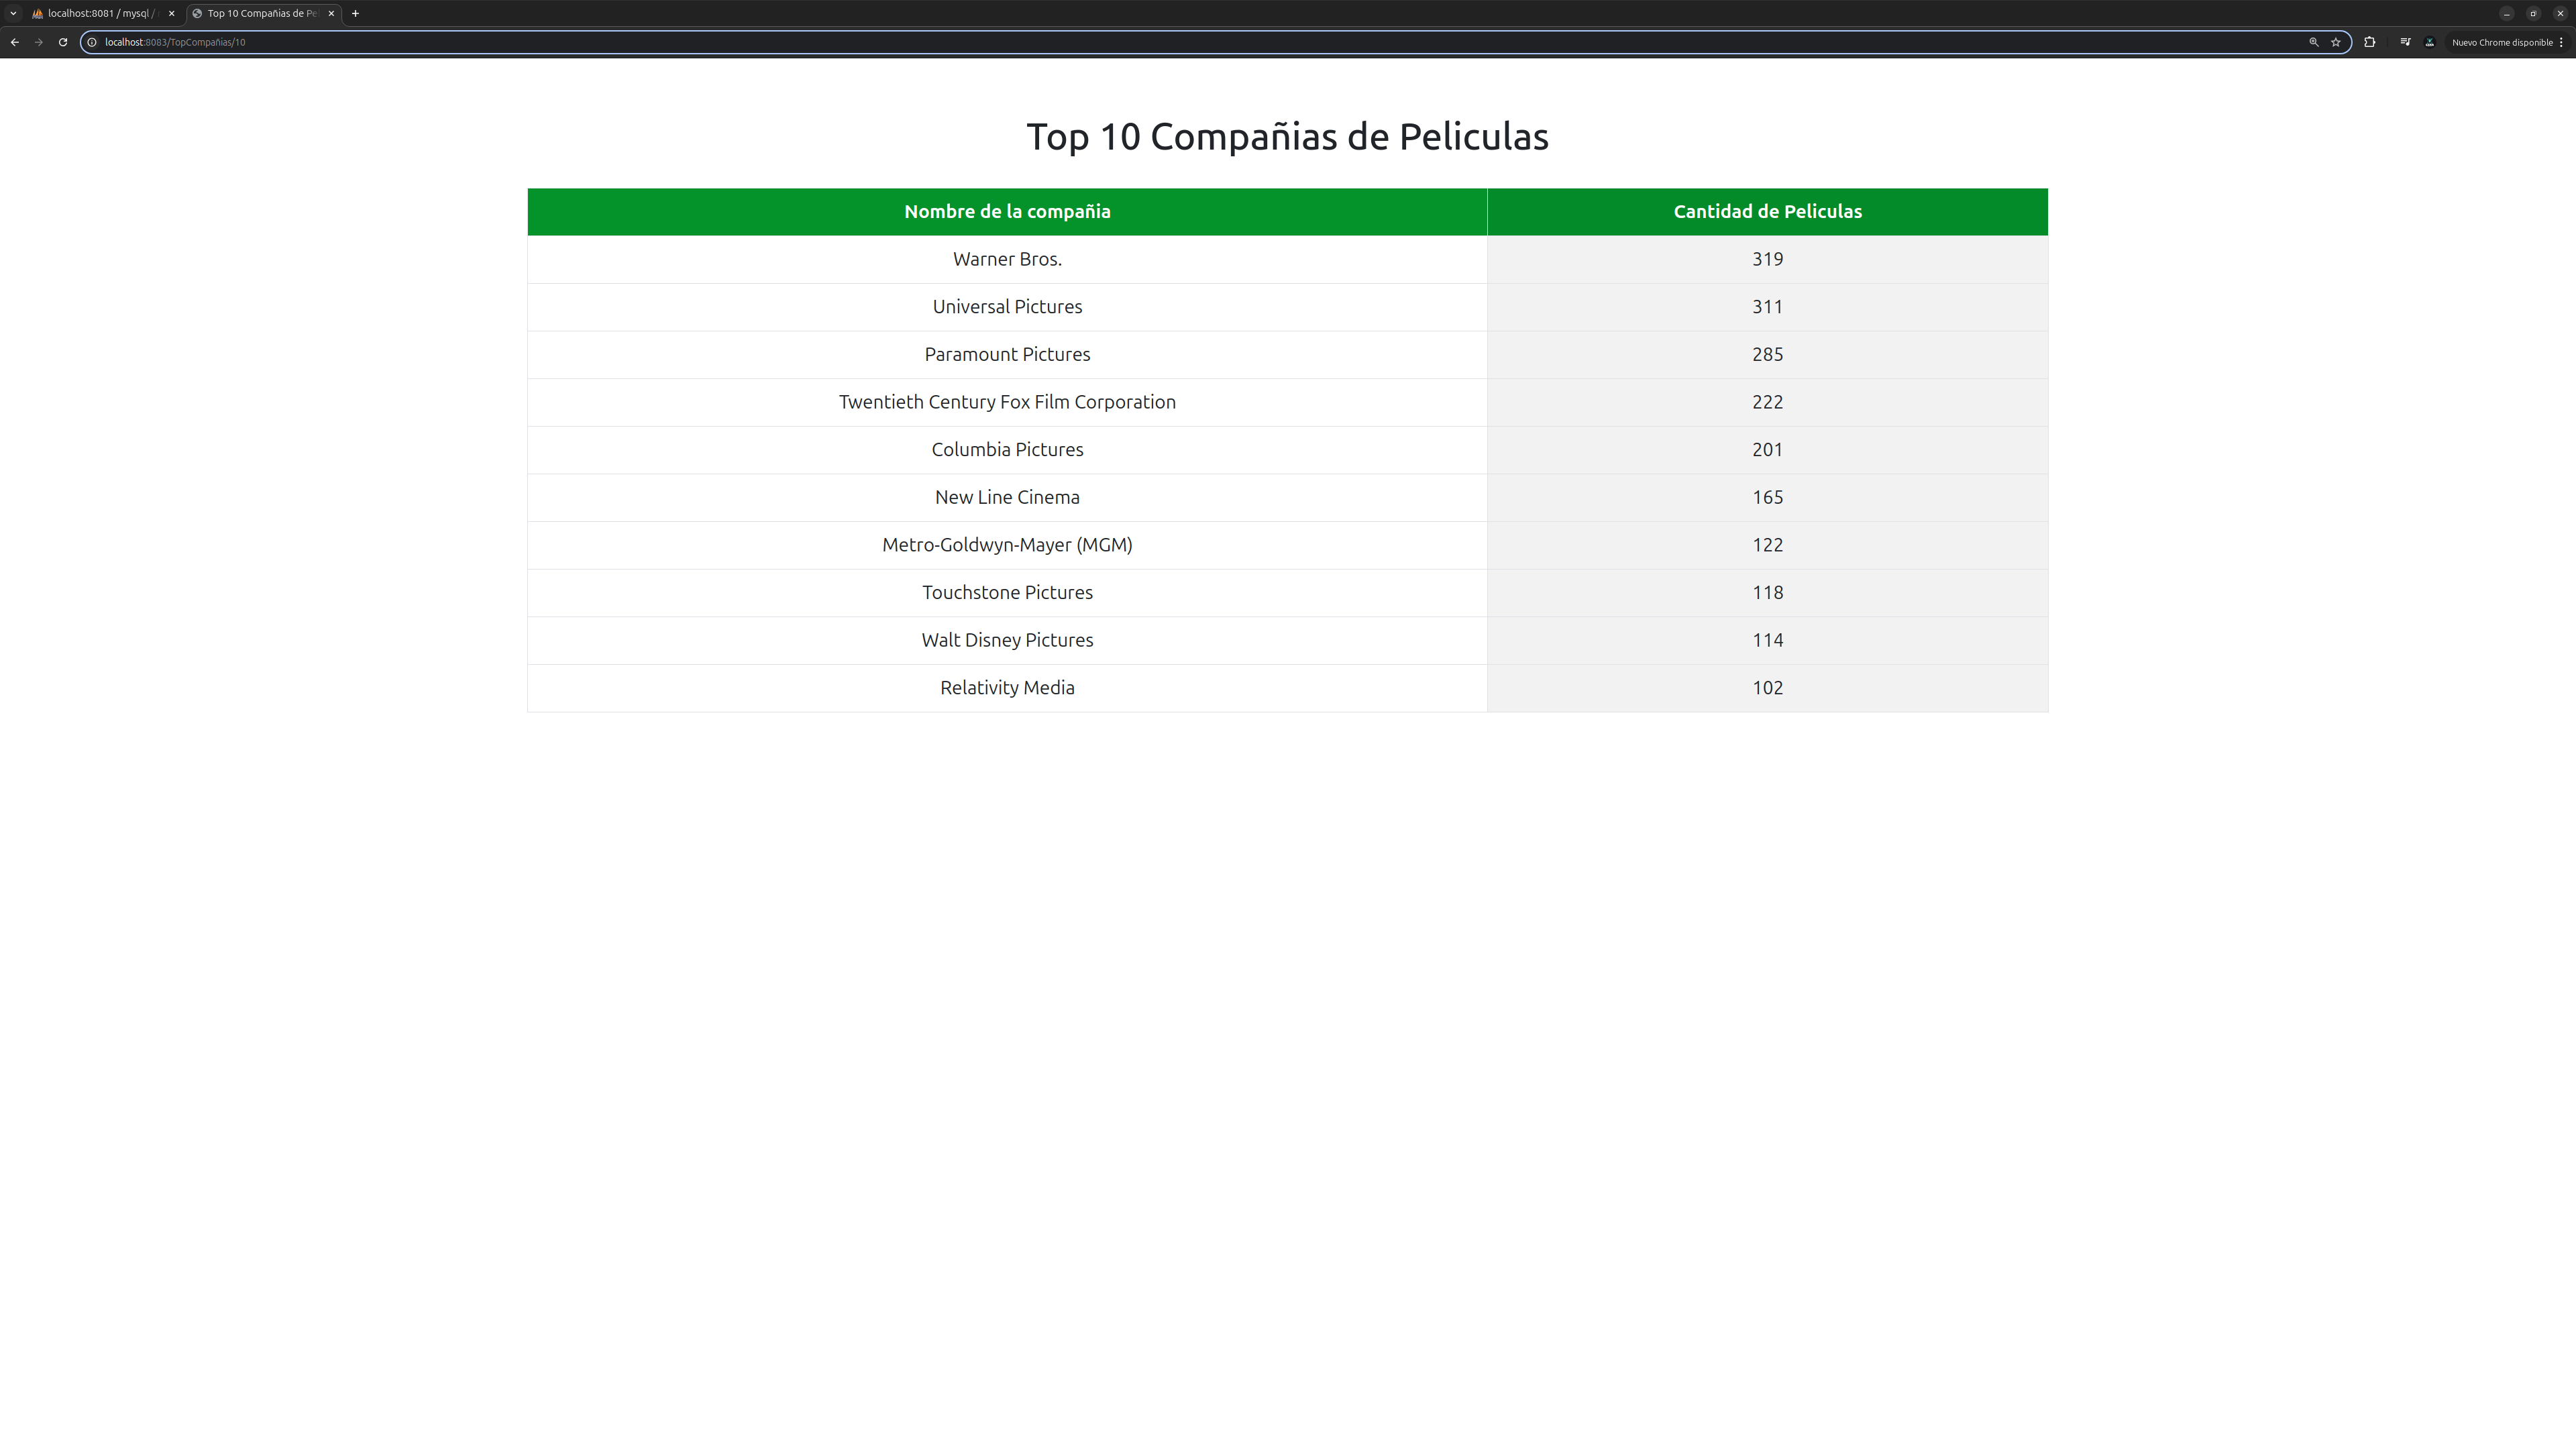 localhost:8081 / mysql /
Top 10 Compañias de Pe
localhost:8083/TopCompañias/10
Nuevo Chrome disponible
Top 10 Compañias de Peliculas
Nombre de la compañia Cantidad de Peliculas
Warner Bros. 319
Universal Pictures 311
Paramount Pictures 285
Twentieth Century Fox Film Corporation 222
Columbia Pictures 201
New Line Cinema 165
Metro-Goldwyn-Mayer (MGM) 122
Touchstone Pictures 118
Walt Disney Pictures 114
Relativity Media 102